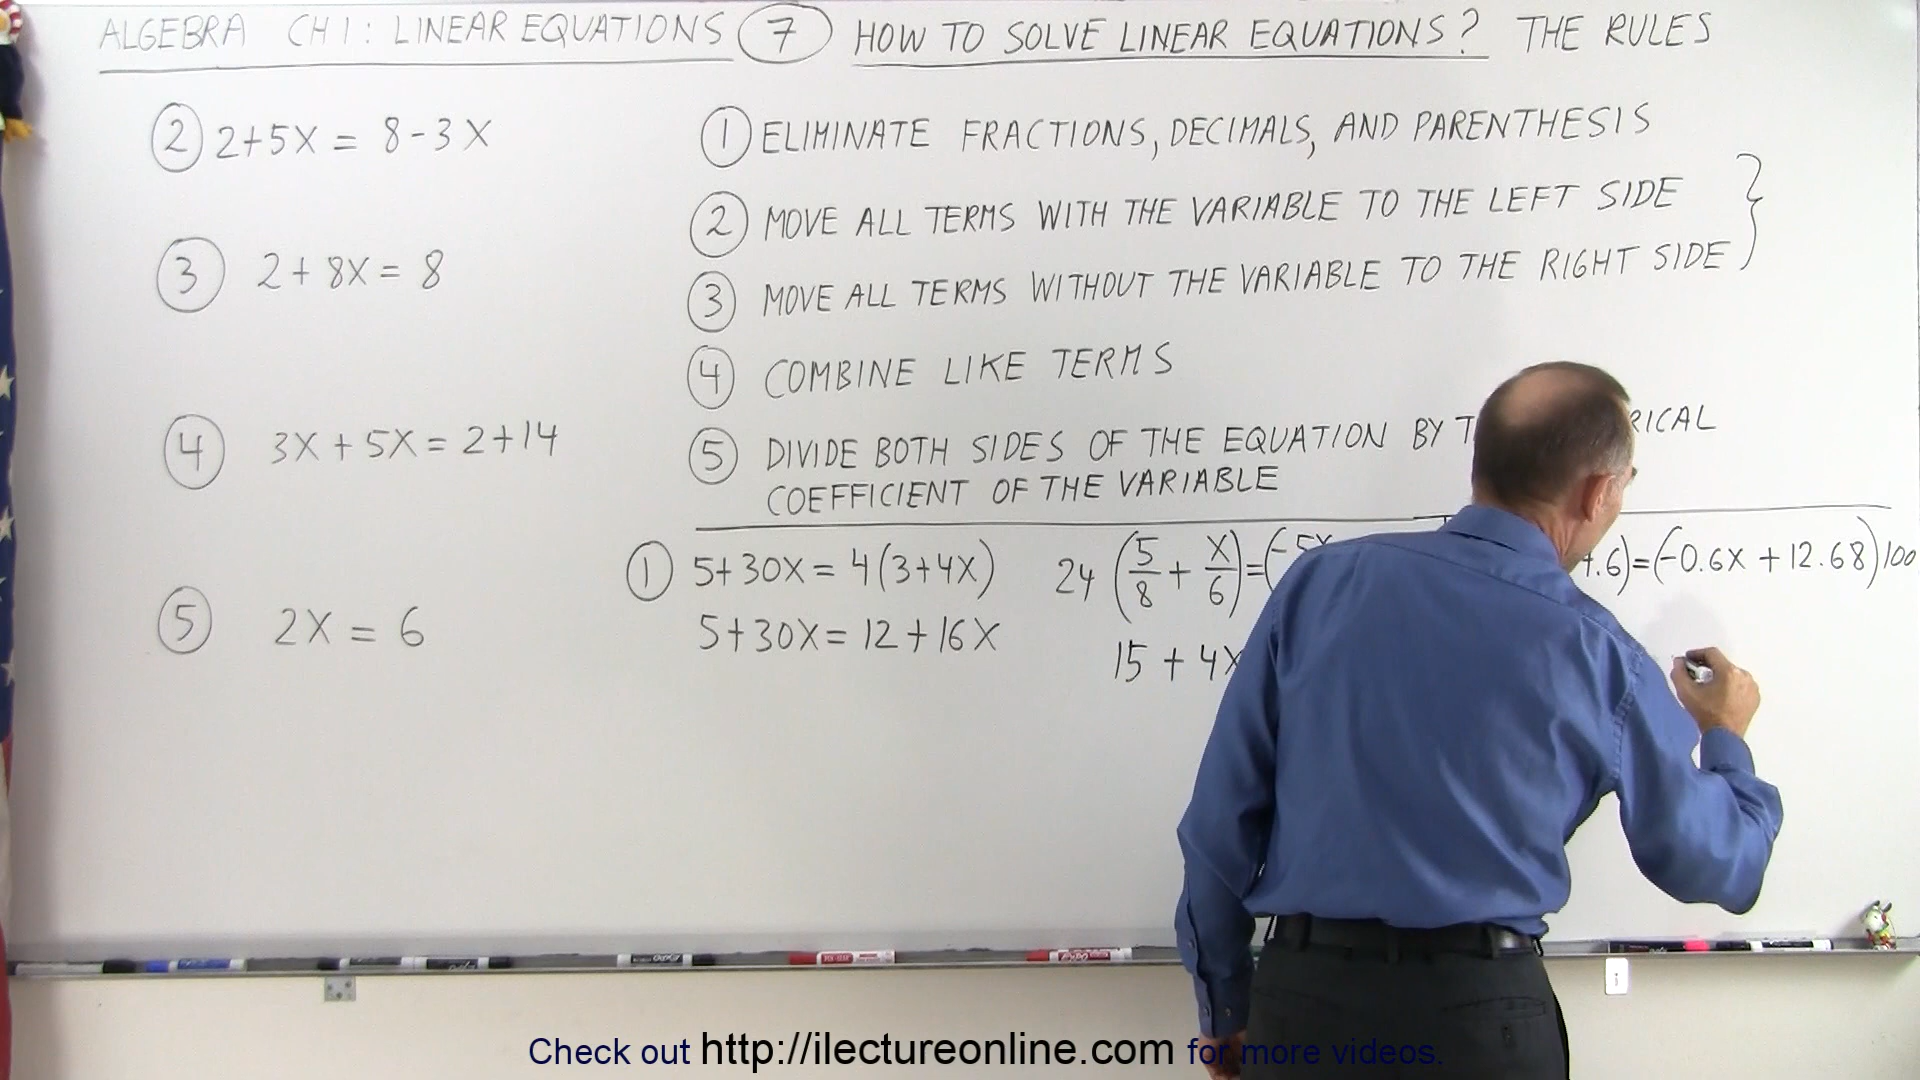 ALGEBRA CH 1: LINEAR EQUATIONS 7 HOW TO SOLVE LINEAR EQUATIONS? THE RULES
2 2+5X = 8-3X
3 2+8X = 8
4 3X+5X = 2+14
5 2X = 6
1 ELIMINATE FRACTIONS, DECIMALS, AND PARENTHESIS
2 MOVE ALL TERMS WITH THE VARIABLE TO THE LEFT SIDE
3 MOVE ALL TERMS WITHOUT THE VARIABLE TO THE RIGHT SIDE
4 COMBINE LIKE TERMS
5 DIVIDE BOTH SIDES OF THE EQUATION BY
COEFFICIENT OF THE VARIABLE
1 5+30X = 4(3+4X)
5+30X = 12+16X
24 (5/8 + X/6) = (-5X
15 + 4X
.6) = (-0.6X + 12.68)100
Check out http://ilectureonline.com for more videos.